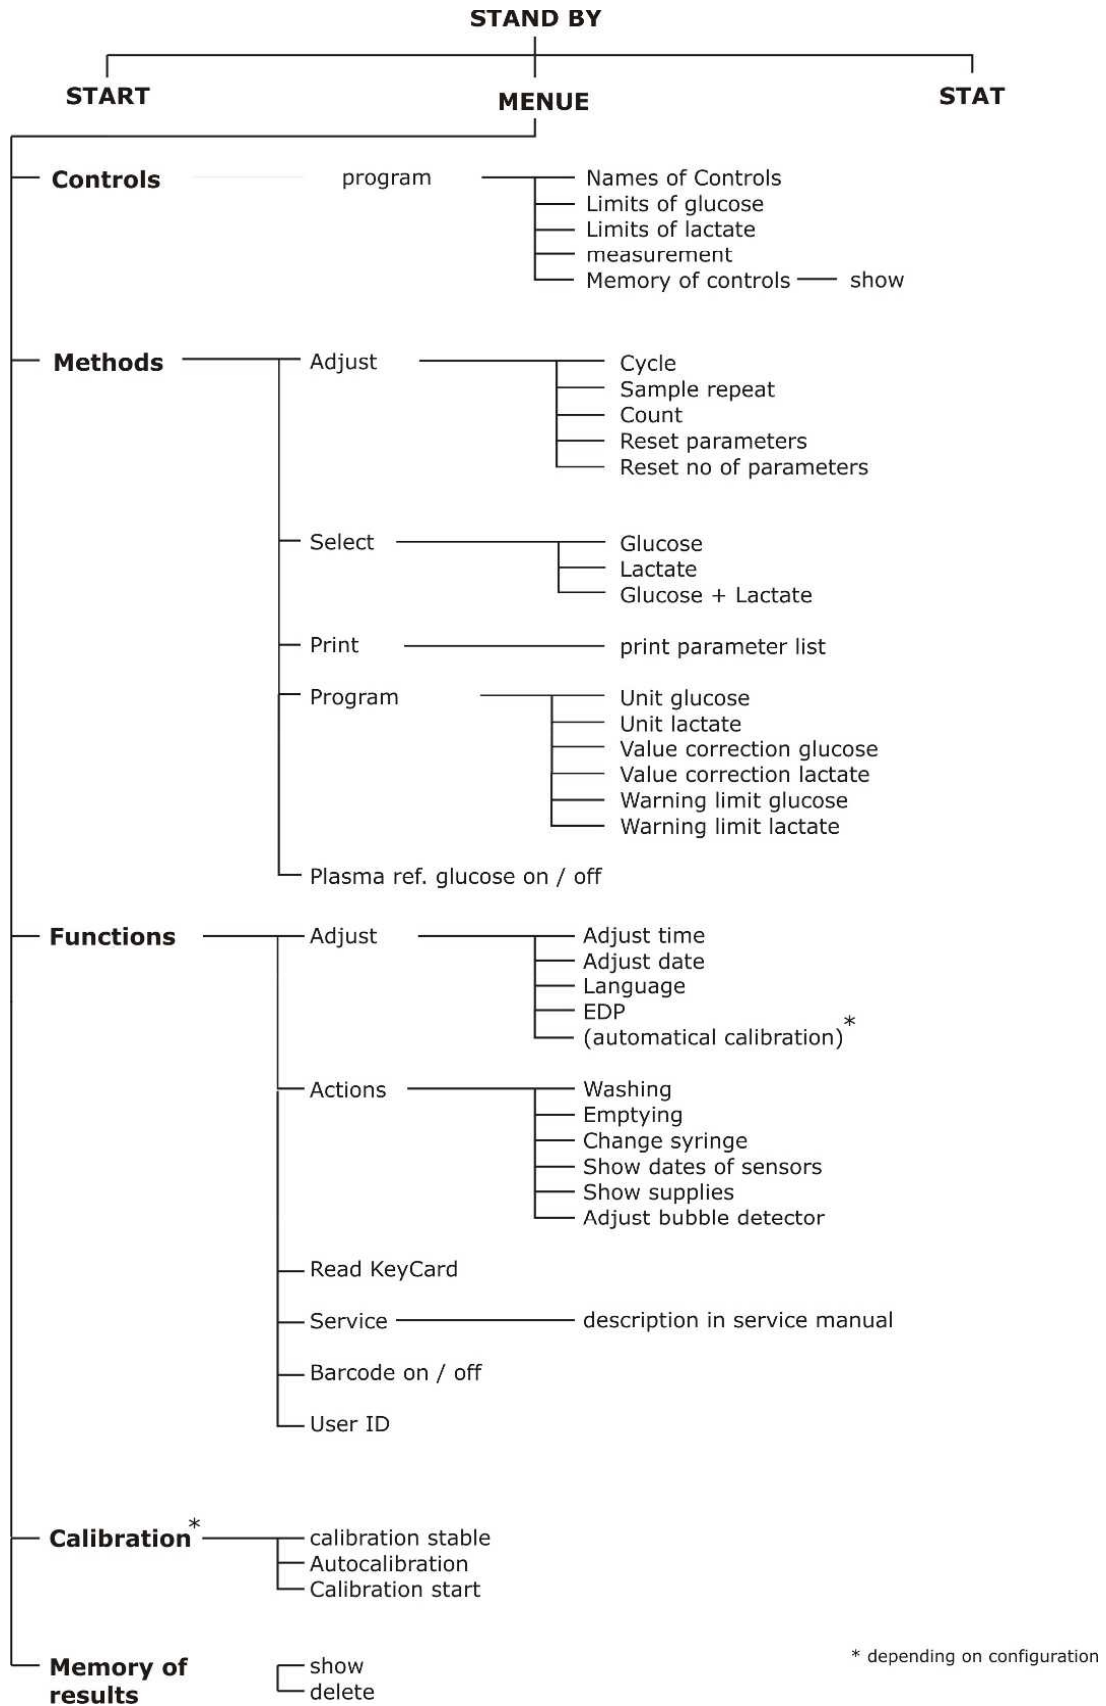 STAND BY
START
MENUE
STAT
Controls
program
Names of Controls
Limits of glucose
Limits of lactate
measurement
Memory of controls
show
Methods
Adjust
Cycle
Sample repeat
Count
Reset parameters
Reset no of parameters
Select
Glucose
Lactate
Glucose + Lactate
Print
print parameter list
Program
Unit glucose
Unit lactate
Value correction glucose
Value correction lactate
Warning limit glucose
Warning limit lactate
Plasma ref. glucose on / off
Functions
Adjust
Adjust time
Adjust date
Language
EDP
(automatical calibration)*
Actions
Washing
Emptying
Change syringe
Show dates of sensors
Show supplies
Adjust bubble detector
Read KeyCard
Service
description in service manual
Barcode on / off
User ID
Calibration*
calibration stable
Autocalibration
Calibration start
Memory of
results
show
delete
* depending on configuration